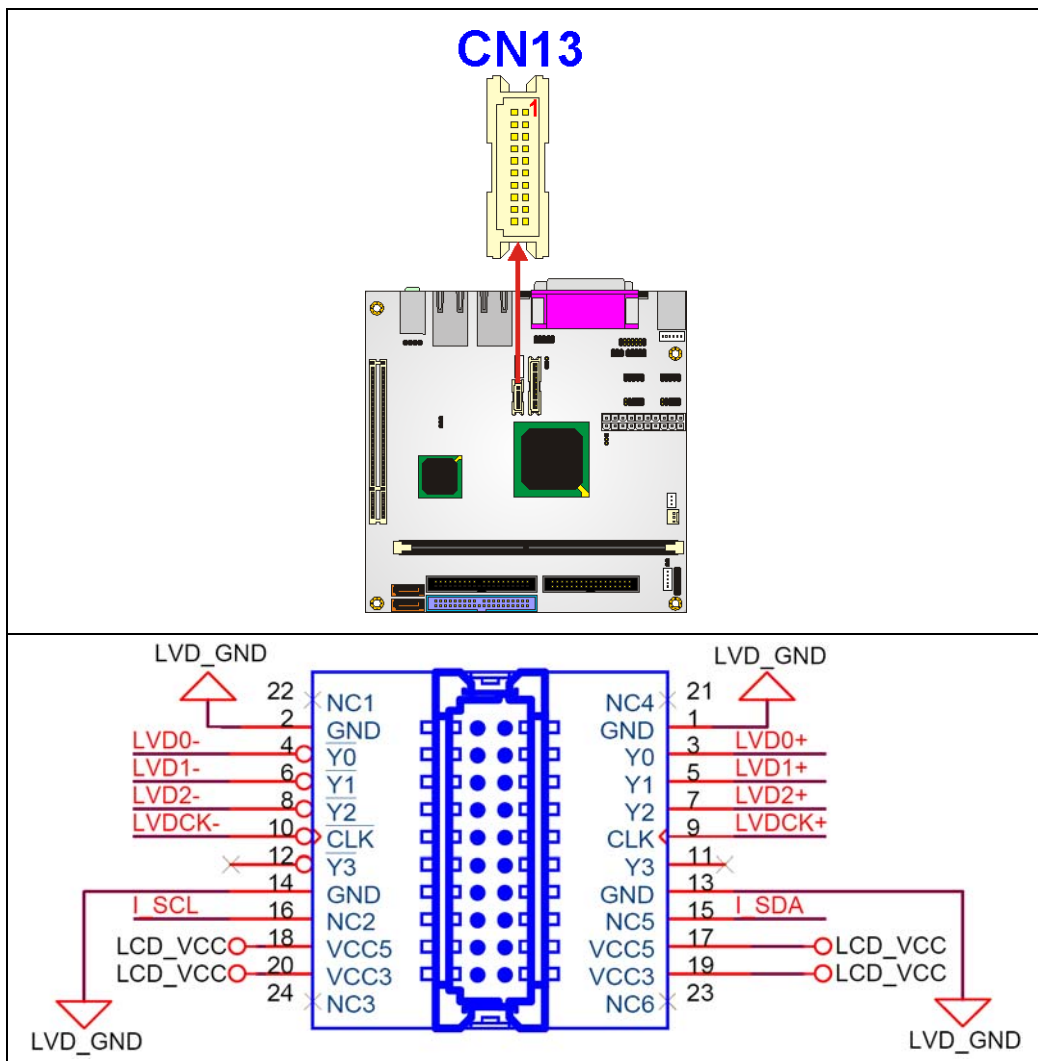 CN13
1
LVD_GND LVD_GND
22 NC1 NC4 21
2 GND GND 1
LVD0- 4 Y0 Y0 3 LVD0+
LVD1- 6 Y1 Y1 5 LVD1+
LVD2- 8 Y2 Y2 7 LVD2+
LVDCK- 10 CLK CLK 9 LVDCK+
12 Y3 Y3 11
14 GND GND 13
I_SCL 16 NC2 NC5 15 I_SDA
LCD_VCC 18 VCC5 VCC5 17 LCD_VCC
LCD_VCC 20 VCC3 VCC3 19 LCD_VCC
24 NC3 NC6 23
LVD_GND LVD_GND